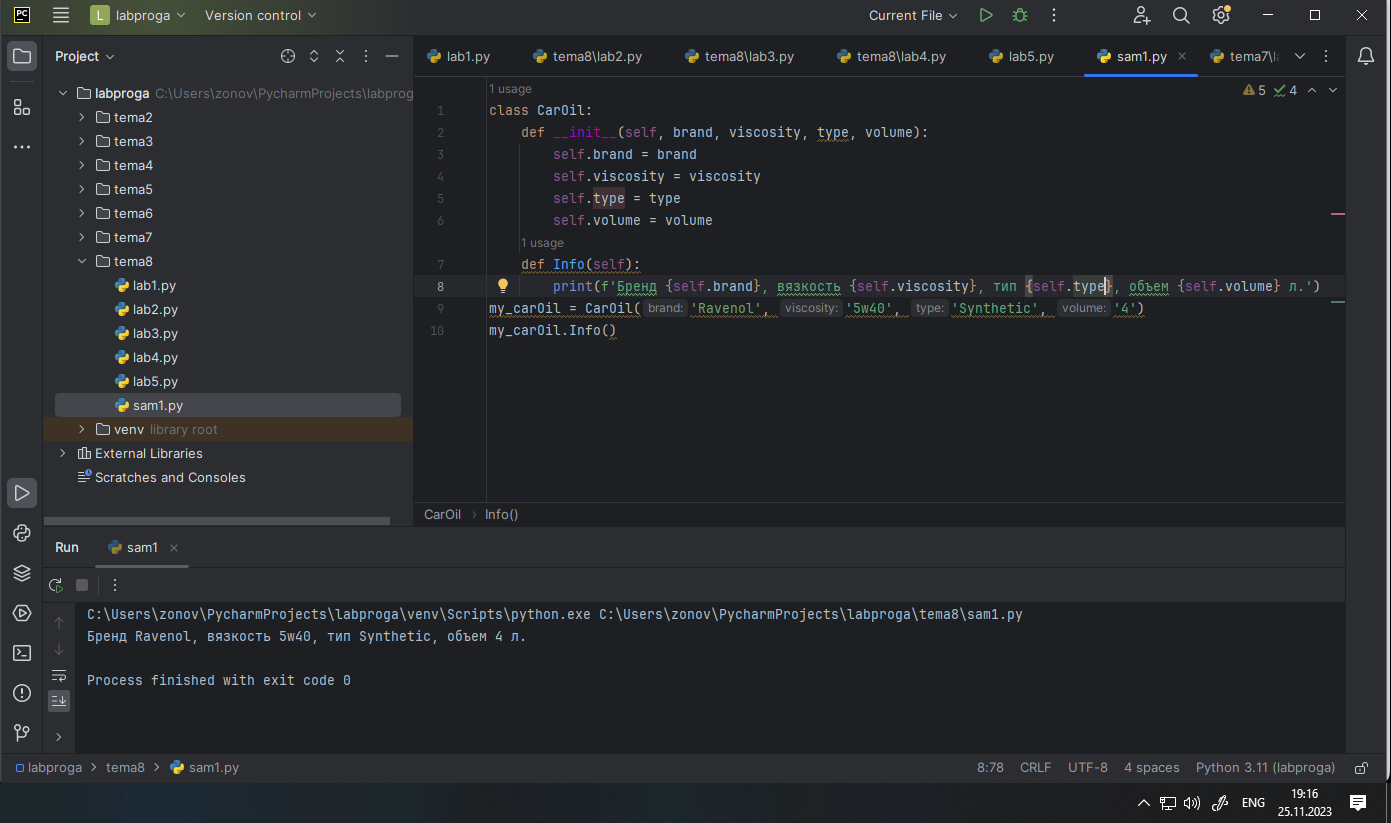 PC
L labproga Version control Current File
Project
lab1.py tema8\lab2.py tema8\lab3.py tema8\lab4.py lab5.py sam1.py tema7\l
labproga C:\Users\zonov\PycharmProjects\labprog
tema2
tema3
tema4
tema5
tema6
tema7
tema8
lab1.py
lab2.py
lab3.py
lab4.py
lab5.py
sam1.py
venv library root
External Libraries
Scratches and Consoles
1 usage
5 4
1 class CarOil:
2 def __init__(self, brand, viscosity, type, volume):
3 self.brand = brand
4 self.viscosity = viscosity
5 self.type = type
6 self.volume = volume
1 usage
7 def Info(self):
8 print(f'Бренд {self.brand}, вязкость {self.viscosity}, тип {self.type}, объем {self.volume} л.')
9 my_carOil = CarOil( brand: 'Ravenol', viscosity: '5w40', type: 'Synthetic', volume: '4')
10 my_carOil.Info()
CarOil Info()
Run sam1
C:\Users\zonov\PycharmProjects\labproga\venv\Scripts\python.exe C:\Users\zonov\PycharmProjects\labproga\tema8\sam1.py
Бренд Ravenol, вязкость 5w40, тип Synthetic, объем 4 л.
Process finished with exit code 0
labproga tema8 sam1.py 8:78 CRLF UTF-8 4 spaces Python 3.11 (labproga)
ENG 19:16
25.11.2023